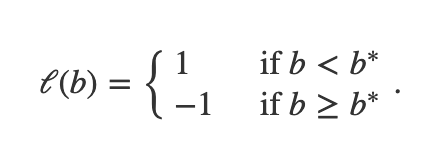 ℓ(b) = { 1 if b < b*
−1 if b ≥ b* .